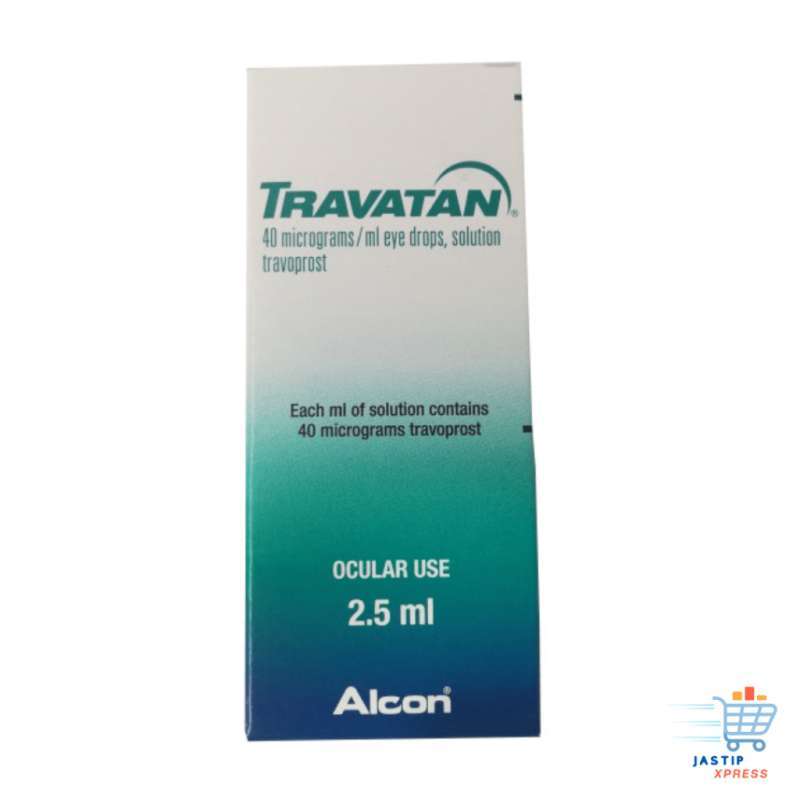 TRAVATAN®
40 micrograms/ml eye drops, solution
travoprost
Each ml of solution contains
40 micrograms travoprost
OCULAR USE
2.5 ml
Alcon®
JASTIP
XPRESS